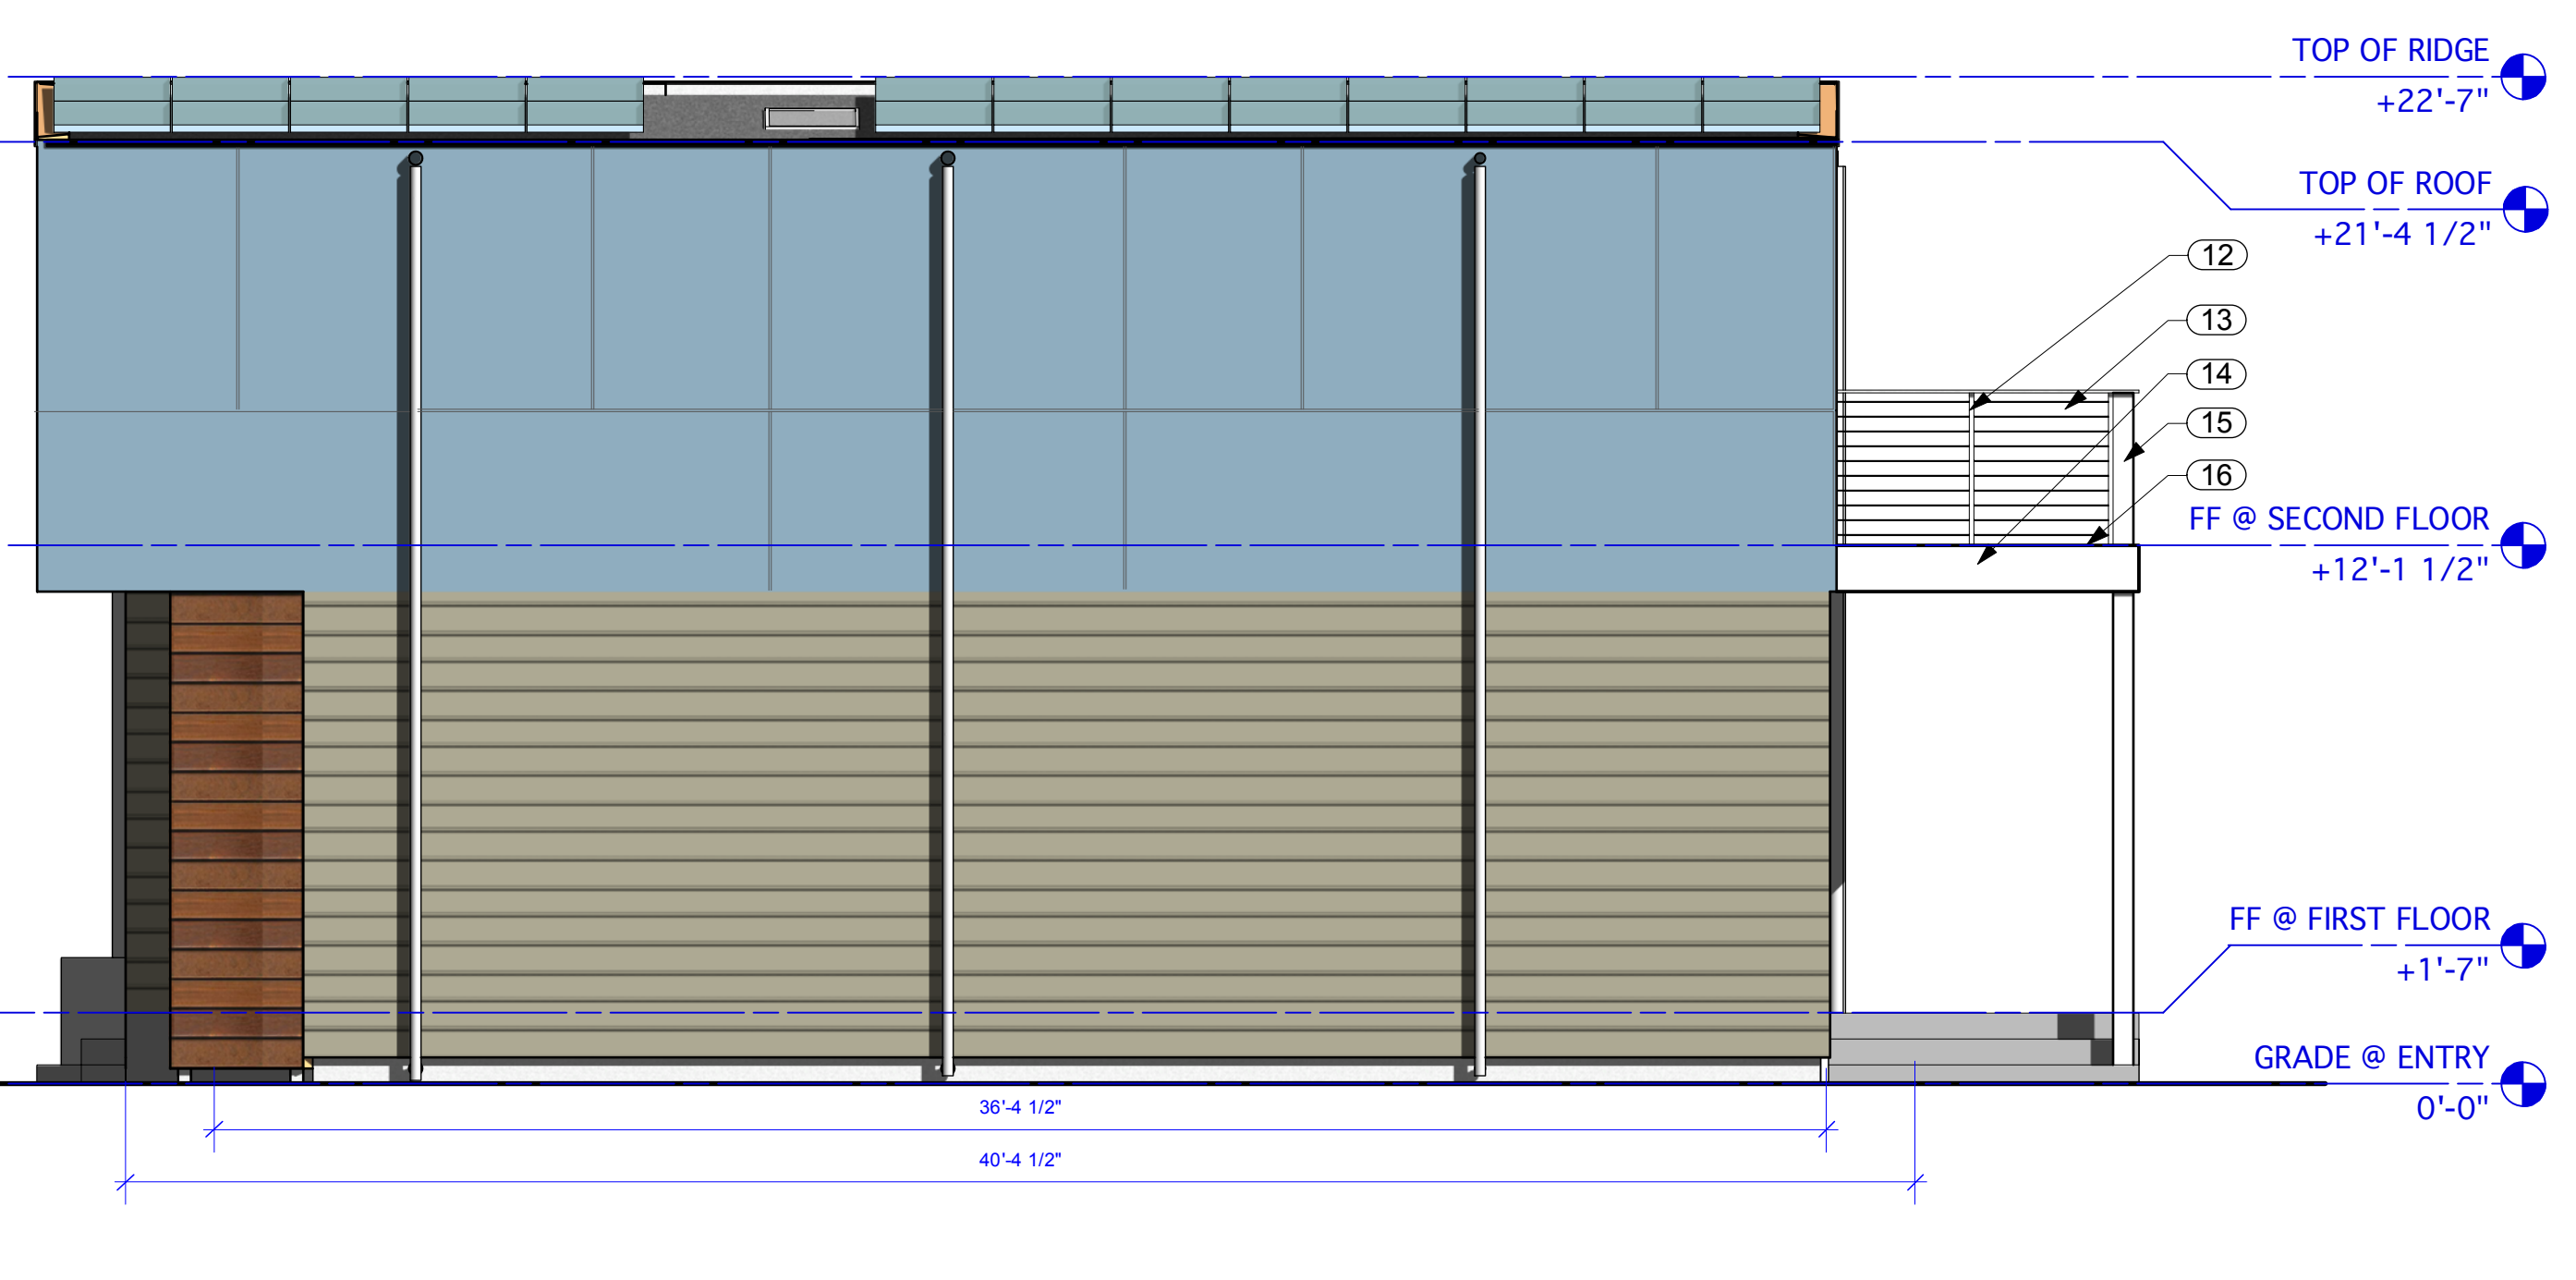 TOP OF RIDGE
+22'-7"
TOP OF ROOF
+21'-4 1/2"
12
13
14
15
16
FF @ SECOND FLOOR
+12'-1 1/2"
FF @ FIRST FLOOR
+1'-7"
GRADE @ ENTRY
0'-0"
36'-4 1/2"
40'-4 1/2"